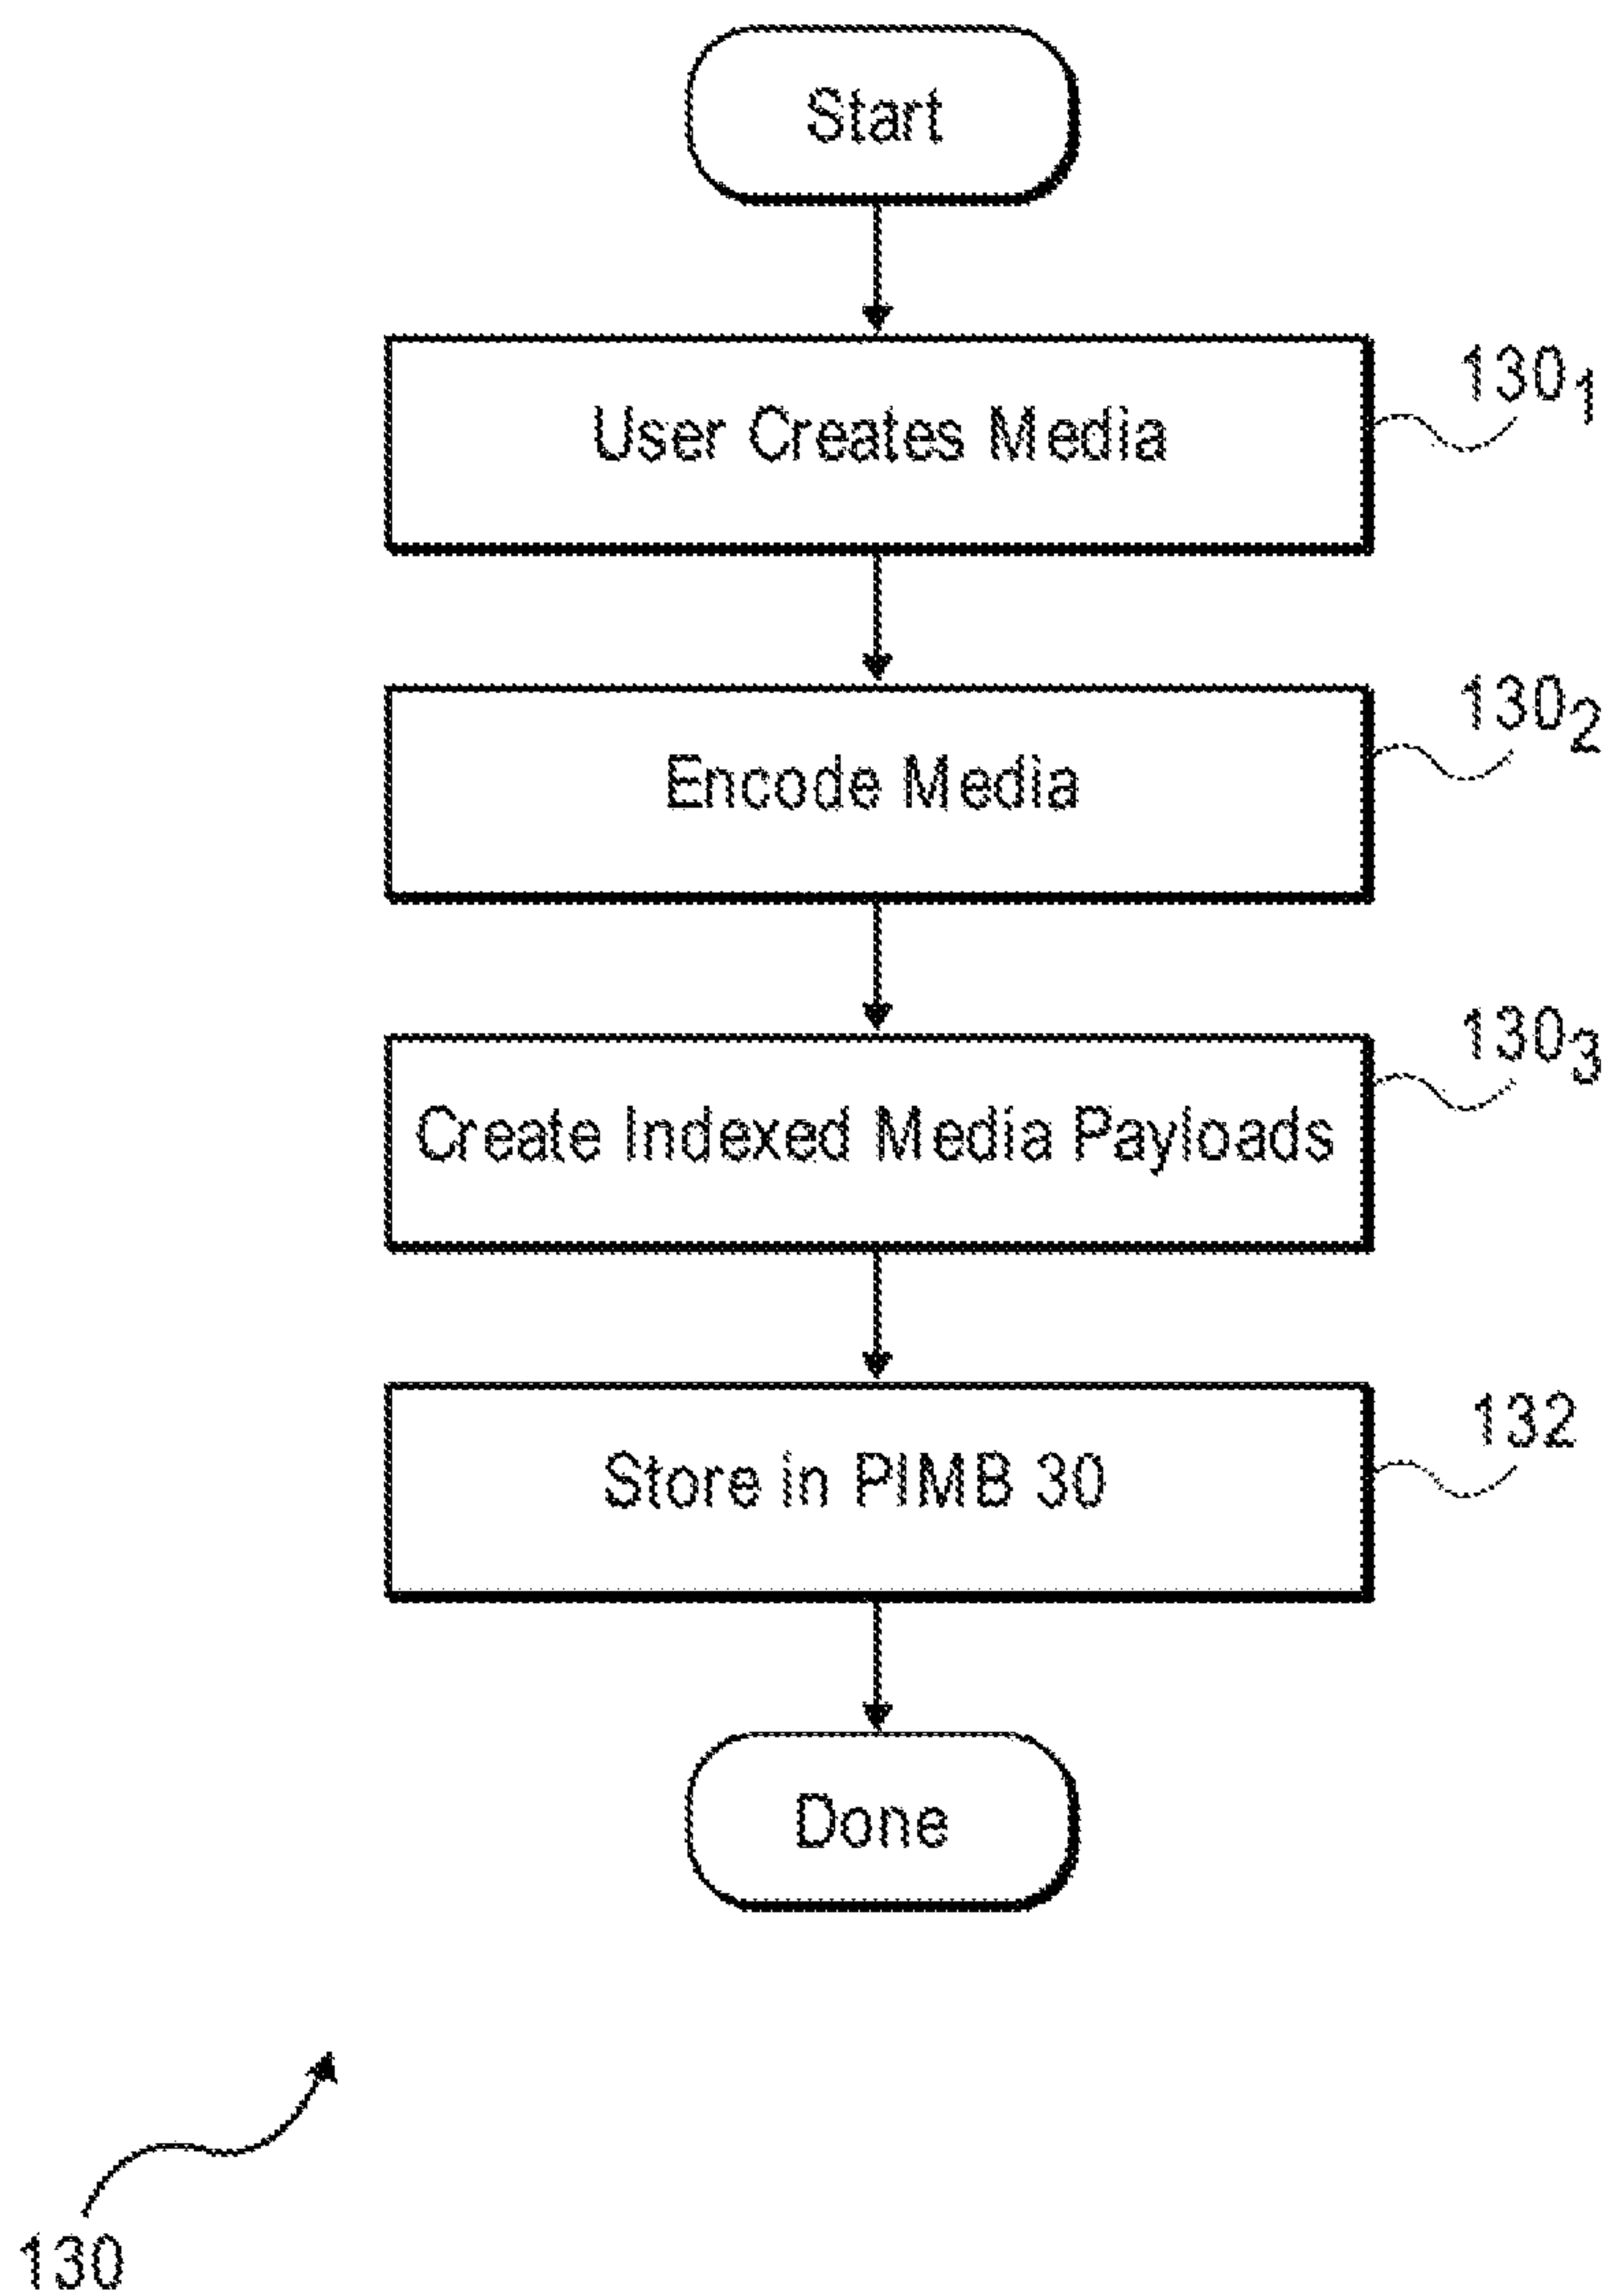 Start
User Creates Media
130₁
Encode Media
130₂
Create Indexed Media Payloads
130₃
Store in PIMB 30
132
Done
130